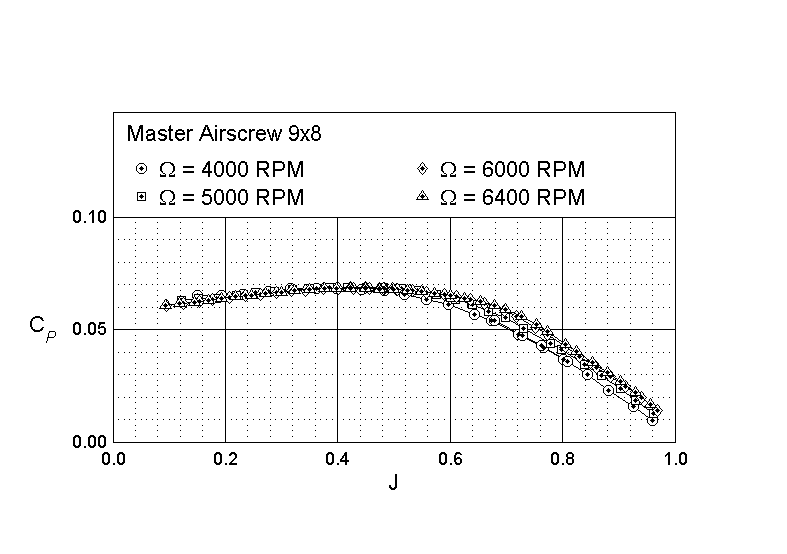 Master Airscrew 9x8
Ω = 4000 RPM
Ω = 6000 RPM
Ω = 5000 RPM
Ω = 6400 RPM
0.10
0.05
0.00
C_P
0.0 0.2 0.4 0.6 0.8 1.0
J